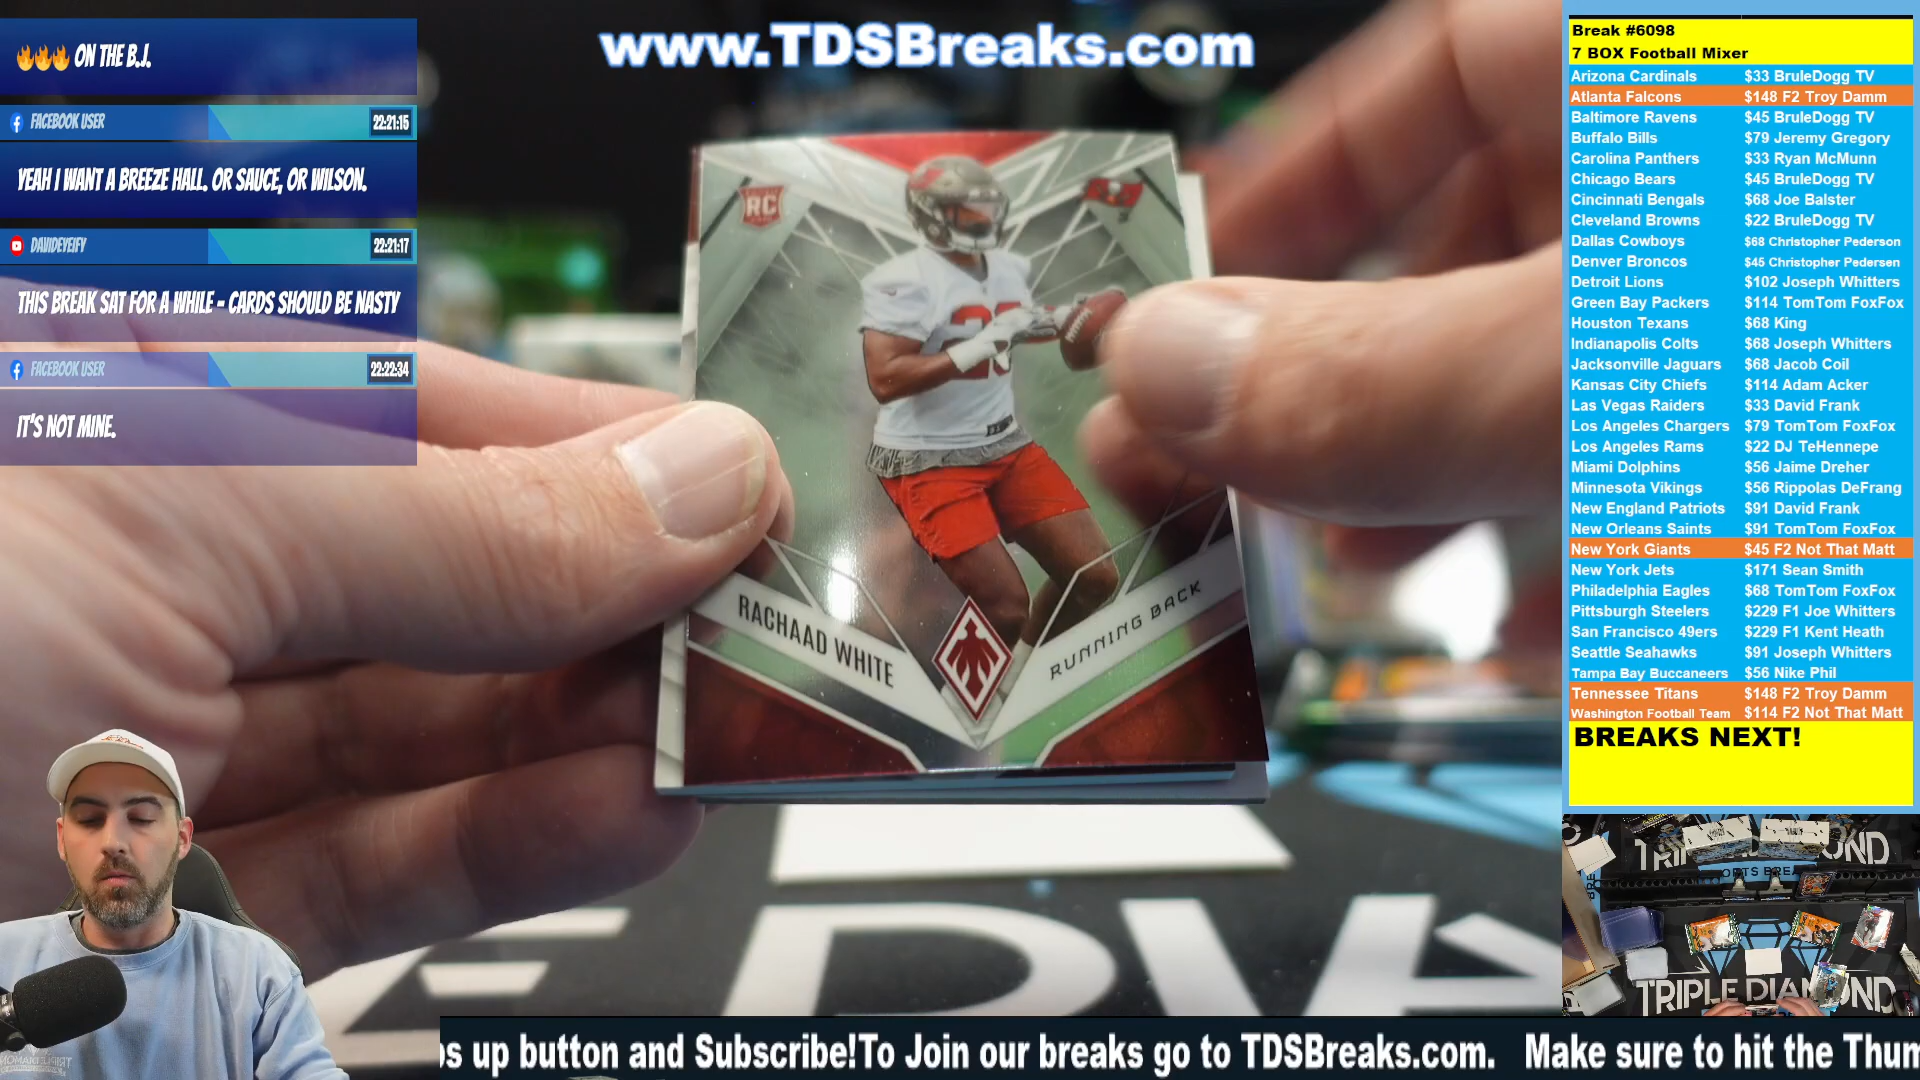 www.TDSBreaks.com
ON THE B.J.
FACEBOOK USER 22:21:15
YEAH I WANT A BREEZE HALL. OR SAUCE, OR WILSON.
DAVIDEYEIFY 22:21:17
THIS BREAK SAT FOR A WHILE - CARDS SHOULD BE NASTY
FACEBOOK USER 22:22:34
IT'S NOT MINE.
RC
RACHAAD WHITE
RUNNING BACK
Break #6098
7 BOX Football Mixer
Arizona Cardinals $33 BruleDogg TV
Atlanta Falcons $148 F2 Troy Damm
Baltimore Ravens $45 BruleDogg TV
Buffalo Bills $79 Jeremy Gregory
Carolina Panthers $33 Ryan McMunn
Chicago Bears $45 BruleDogg TV
Cincinnati Bengals $68 Joe Balster
Cleveland Browns $22 BruleDogg TV
Dallas Cowboys $68 Christopher Pederson
Denver Broncos $45 Christopher Pedersen
Detroit Lions $102 Joseph Whitters
Green Bay Packers $114 TomTom FoxFox
Houston Texans $68 King
Indianapolis Colts $68 Joseph Whitters
Jacksonville Jaguars $68 Jacob Coil
Kansas City Chiefs $114 Adam Acker
Las Vegas Raiders $33 David Frank
Los Angeles Chargers $79 TomTom FoxFox
Los Angeles Rams $22 DJ TeHennepe
Miami Dolphins $56 Jaime Dreher
Minnesota Vikings $56 Rippolas DeFrang
New England Patriots $91 David Frank
New Orleans Saints $91 TomTom FoxFox
New York Giants $45 F2 Not That Matt
New York Jets $171 Sean Smith
Philadelphia Eagles $68 TomTom FoxFox
Pittsburgh Steelers $229 F1 Joe Whitters
San Francisco 49ers $229 F1 Kent Heath
Seattle Seahawks $91 Joseph Whitters
Tampa Bay Buccaneers $56 Nike Phil
Tennessee Titans $148 F2 Troy Damm
Washington Football Team $114 F2 Not That Matt
BREAKS NEXT!
TRIPLE DIAMOND
os up button and Subscribe!To Join our breaks go to TDSBreaks.com. Make sure to hit the Thum